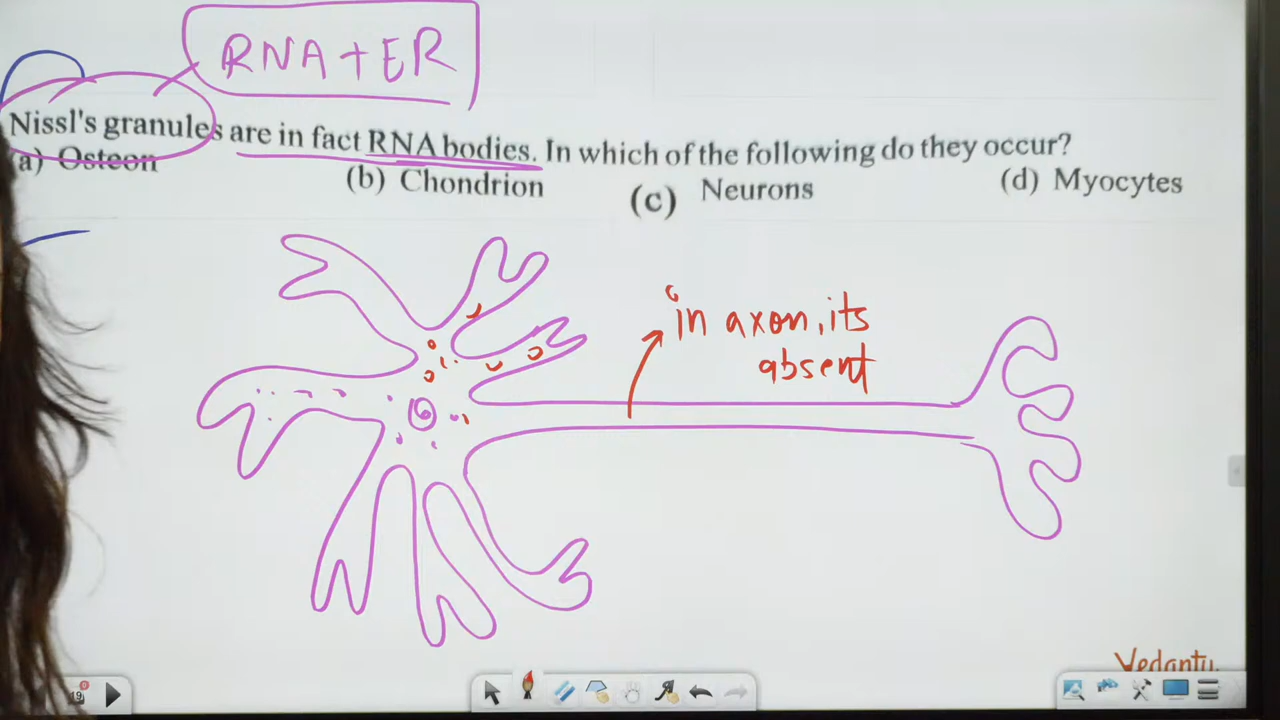 RNA+ER
Nissl's granules are in fact RNA bodies. In which of the following do they occur?
(a) Osteon (b) Chondrion (c) Neurons (d) Myocytes
in axon, its
absent
Vedantu
19